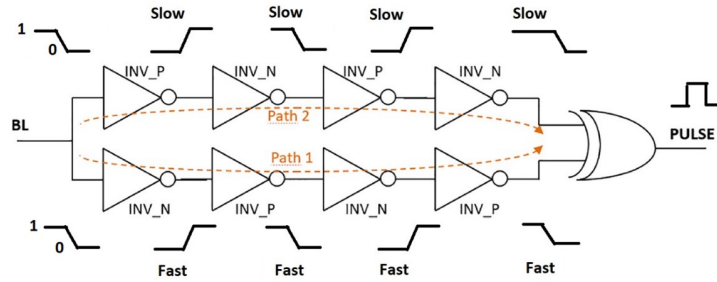 Slow Slow Slow Slow
1
0
INV_P INV_N INV_P INV_N
Path 2
BL
PULSE
Path 1
INV_N INV_P INV_N INV_P
1
0
Fast Fast Fast Fast